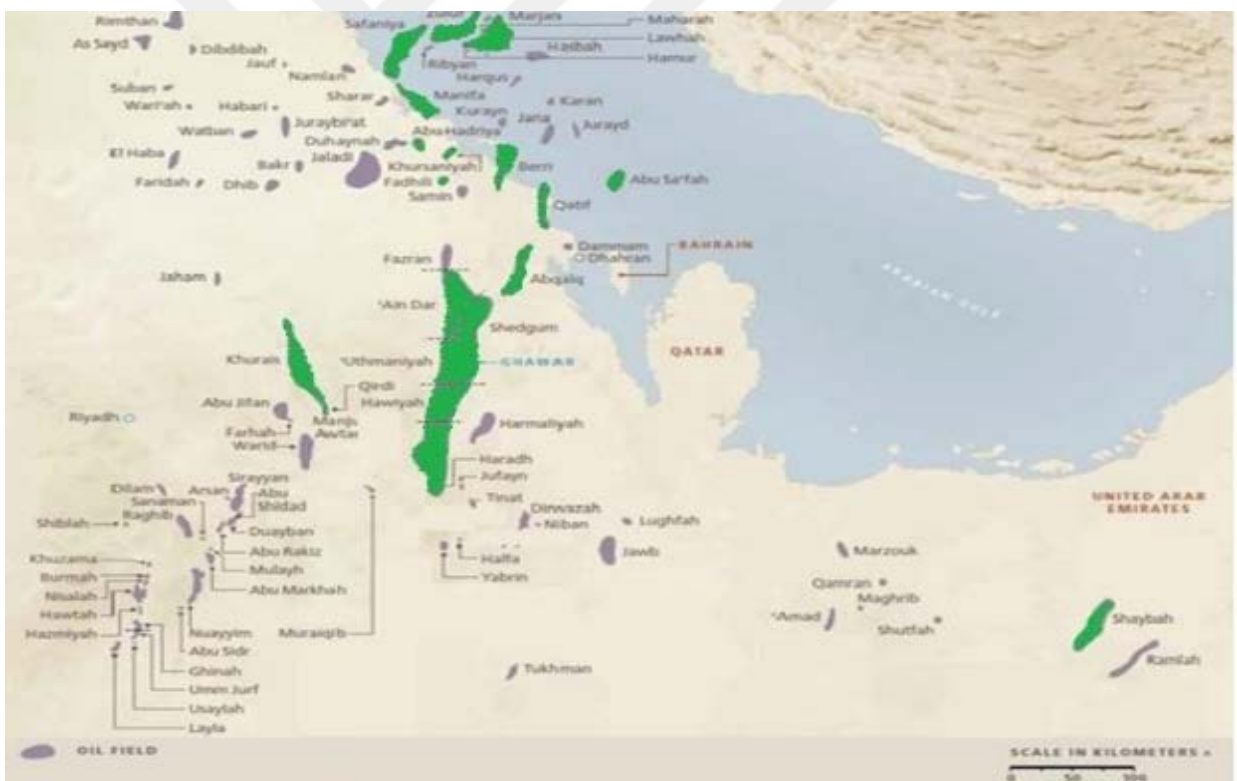 Rimthan
Safaniya
Marjan
Maharah
As Sayd
Dibdibah
Lawhah
Jauf
Ribyan
Hasbah
Hamur
Namlan
Harqus
Suban
Sharar
Manifa
Karan
Wari'ah
Habari
Kurayn
Jana
Juraybi'at
Watban
Abu Hadriya
Jurayd
Duhaynah
El Haba
Bakr
Jaladi
Khursaniyah
Berri
Faridah
Dhib
Fadhili
Abu Sa'fah
Samin
Qatif
Dammam
BAHRAIN
Fazran
Dhahran
Jaham
Abqaiq
ARABIAN GULF
'Ain Dar
Shedgum
QATAR
Khurais
'Uthmaniyah
GHAWAR
Qirdi
Abu Jifan
Hawiyah
Riyadh
Harmaliyah
Farhah
Warid
Haradh
Sirayyan
Jufayn
Dilam
Abu
Shidad
Tinat
UNITED ARAB
EMIRATES
Sanaman
Raghib
Dirwazah
Shiblah
Duayban
Niban
Lughfah
Abu Rakiz
Marzouk
Khuzama
Halfa
Jawb
Burmah
Mulayh
Yabrin
Qamran
Nisalah
Abu Markhah
Maghrib
Hawtah
'Amad
Shaybah
Hazmiyah
Nuayyim
Muraiqib
Shutfah
Abu Sidr
Ramlah
Ghinah
Tukhman
Umm Jurf
Usaylah
Layla
OIL FIELD
SCALE IN KILOMETERS
0 50 100